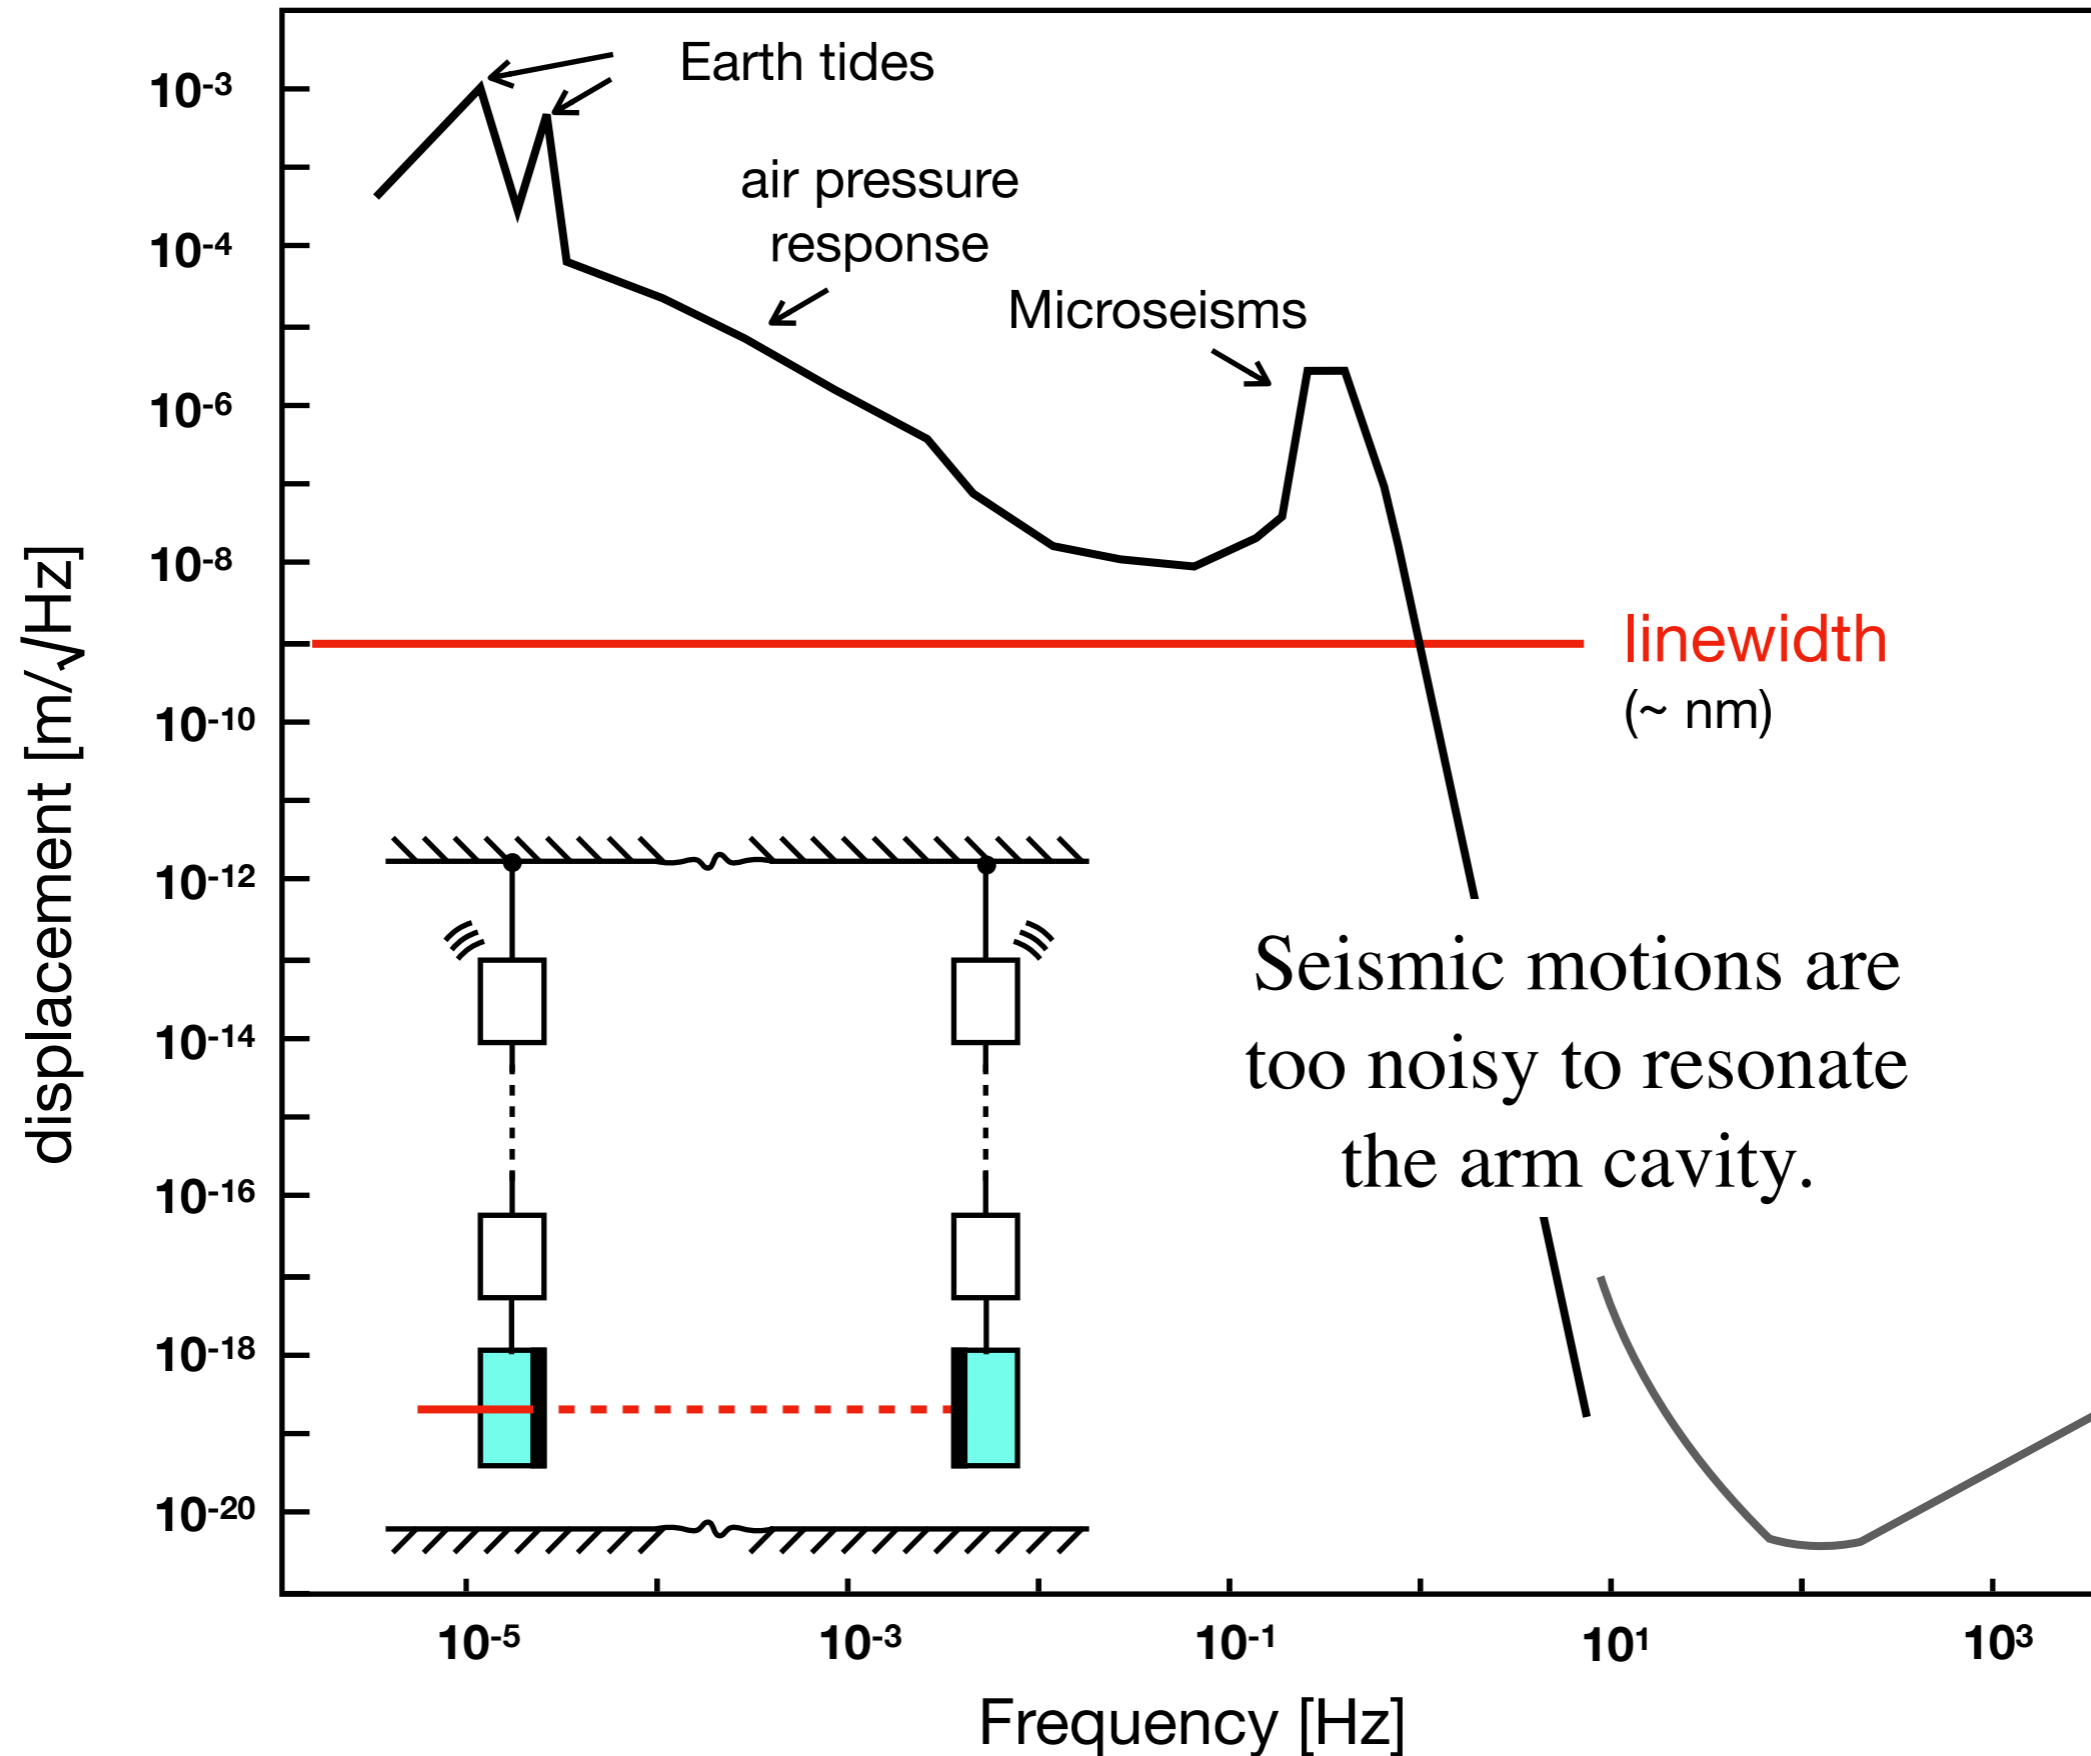 Earth tides
air pressure
response
Microseisms
10-3
10-4
10-6
10-8
10-10
10-12
10-14
10-16
10-18
10-20
displacement [m/√Hz]
linewidth
(~ nm)
Seismic motions are
too noisy to resonate
the arm cavity.
10-5
10-3
10-1
101
103
Frequency [Hz]